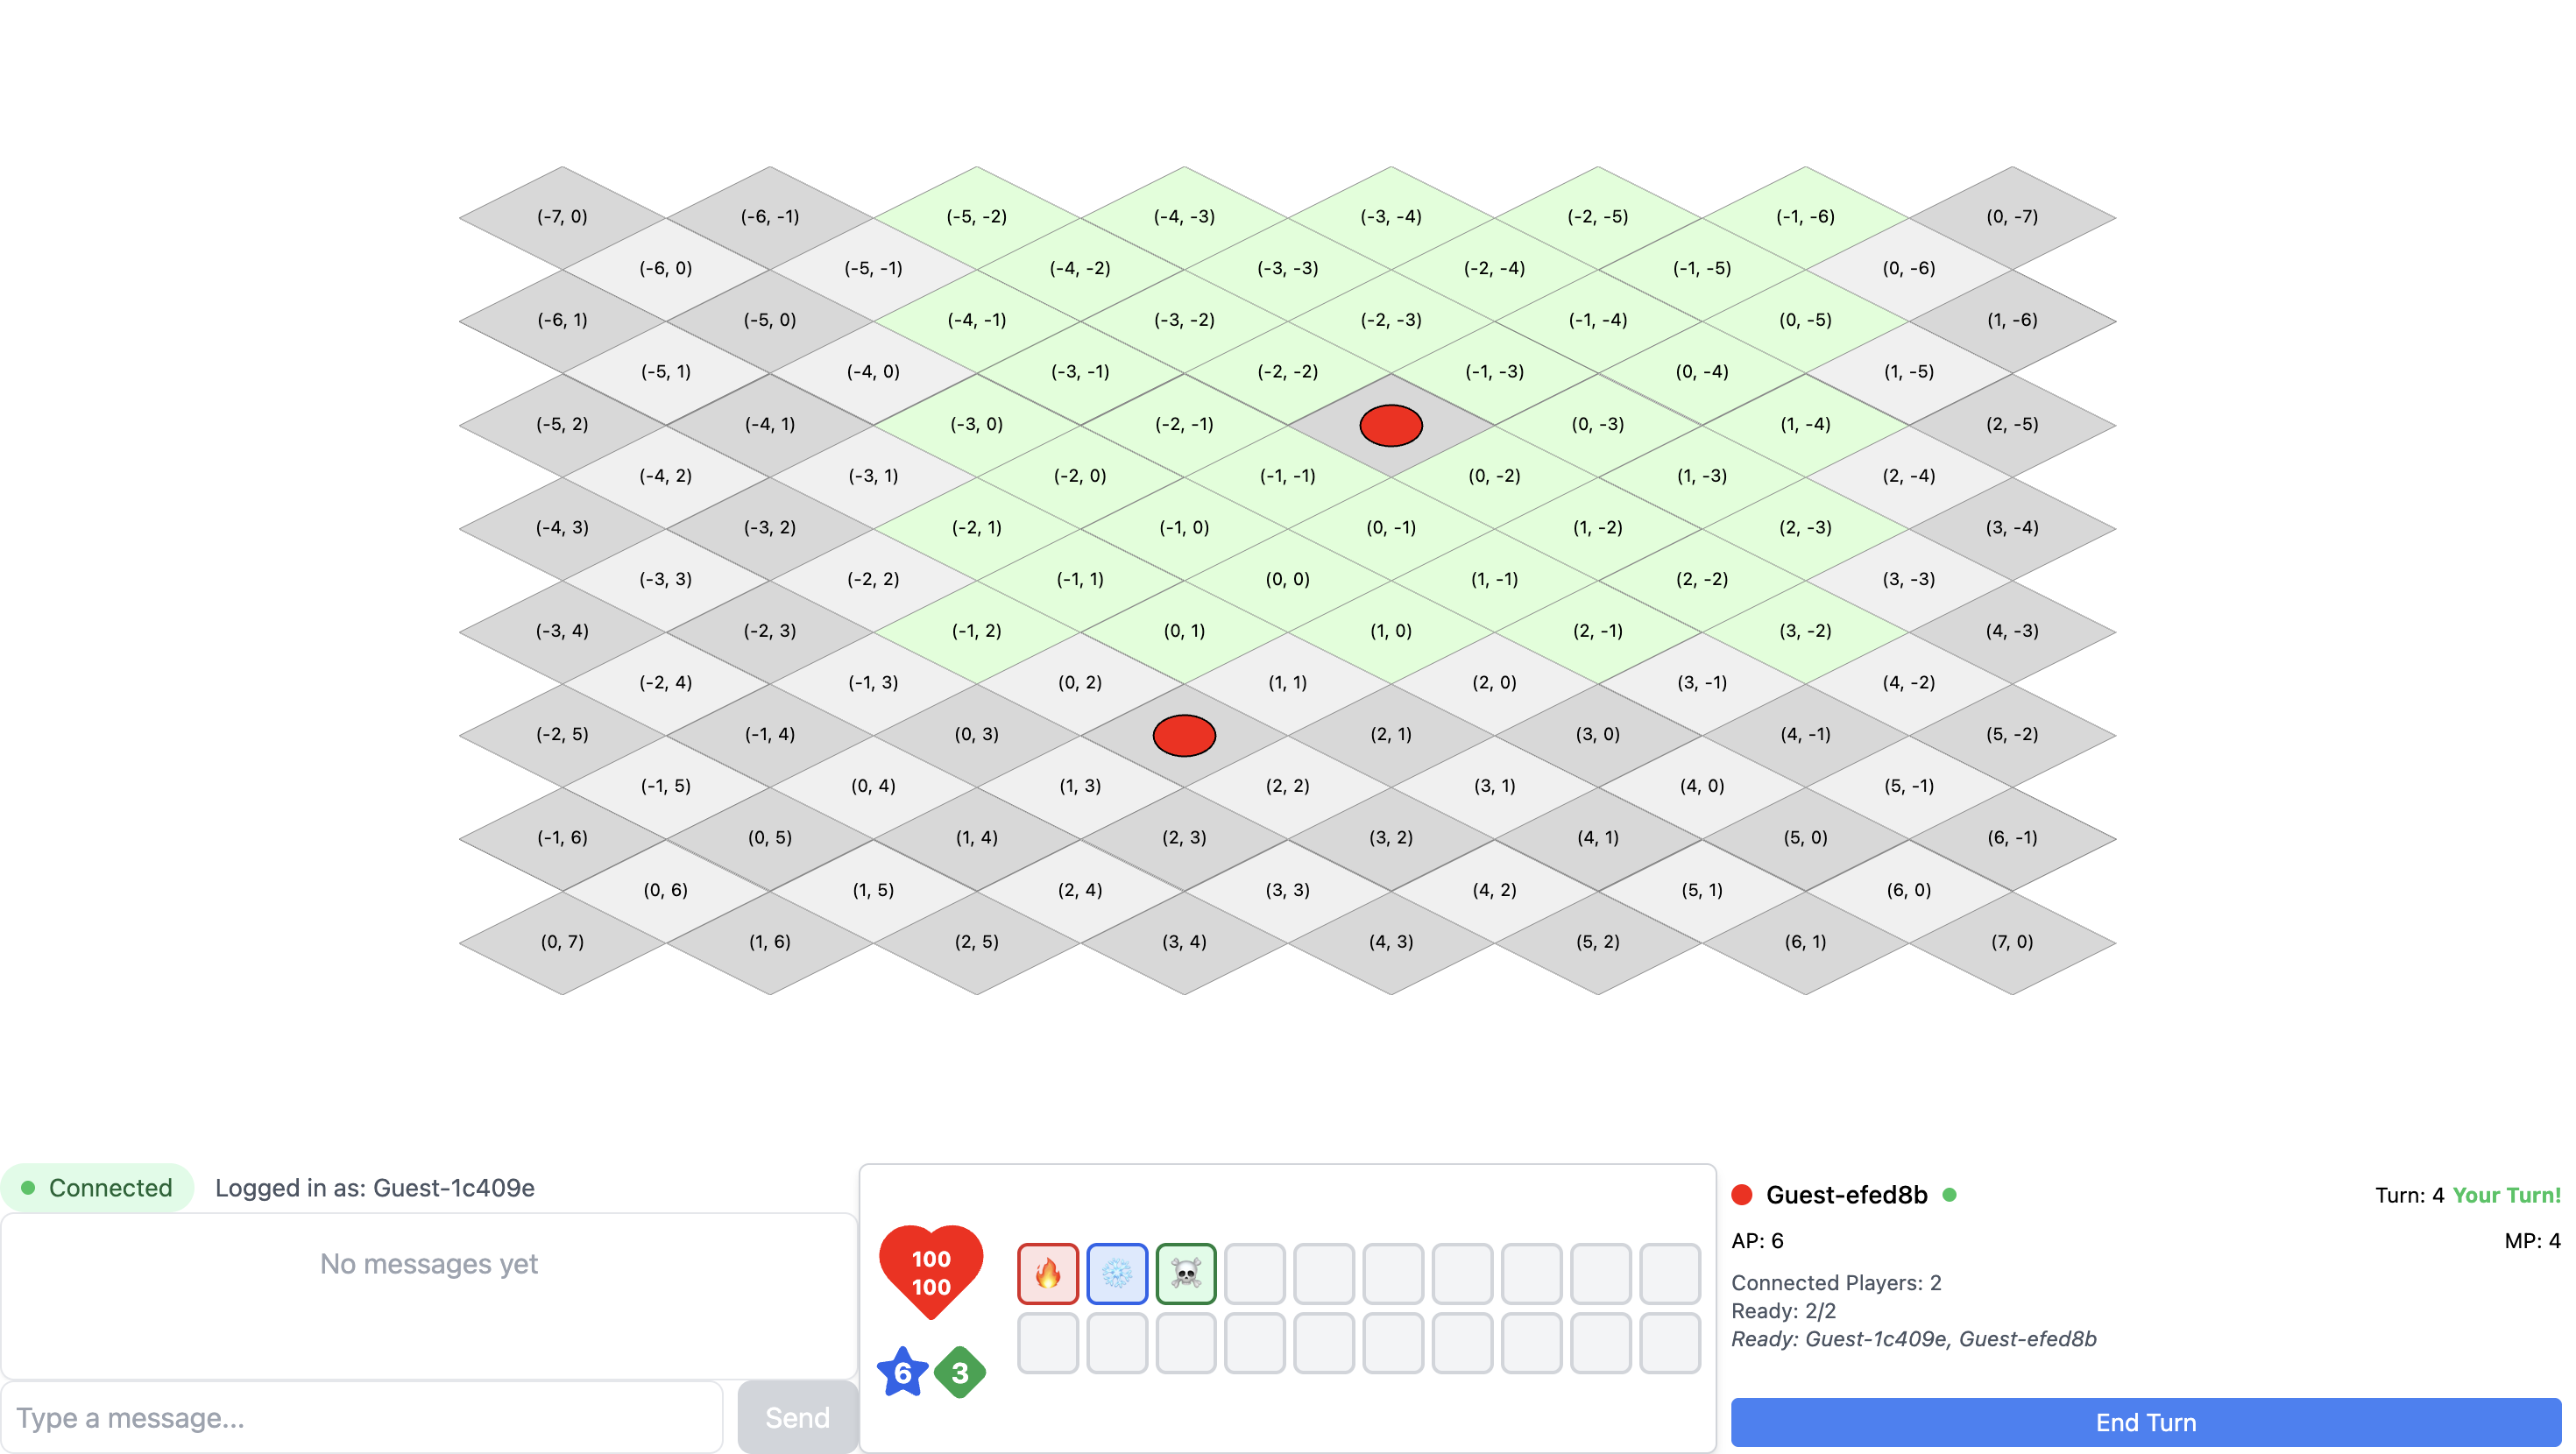 (-7, 0) (-6, -1) (-5, -2) (-4, -3) (-3, -4) (-2, -5) (-1, -6) (0, -7)
(-6, 0) (-5, -1) (-4, -2) (-3, -3) (-2, -4) (-1, -5) (0, -6)
(-6, 1) (-5, 0) (-4, -1) (-3, -2) (-2, -3) (-1, -4) (0, -5) (1, -6)
(-5, 1) (-4, 0) (-3, -1) (-2, -2) (-1, -3) (0, -4) (1, -5)
(-5, 2) (-4, 1) (-3, 0) (-2, -1) (0, -3) (1, -4) (2, -5)
(-4, 2) (-3, 1) (-2, 0) (-1, -1) (0, -2) (1, -3) (2, -4)
(-4, 3) (-3, 2) (-2, 1) (-1, 0) (0, -1) (1, -2) (2, -3) (3, -4)
(-3, 3) (-2, 2) (-1, 1) (0, 0) (1, -1) (2, -2) (3, -3)
(-3, 4) (-2, 3) (-1, 2) (0, 1) (1, 0) (2, -1) (3, -2) (4, -3)
(-2, 4) (-1, 3) (0, 2) (1, 1) (2, 0) (3, -1) (4, -2)
(-2, 5) (-1, 4) (0, 3) (2, 1) (3, 0) (4, -1) (5, -2)
(-1, 5) (0, 4) (1, 3) (2, 2) (3, 1) (4, 0) (5, -1)
(-1, 6) (0, 5) (1, 4) (2, 3) (3, 2) (4, 1) (5, 0) (6, -1)
(0, 6) (1, 5) (2, 4) (3, 3) (4, 2) (5, 1) (6, 0)
(0, 7) (1, 6) (2, 5) (3, 4) (4, 3) (5, 2) (6, 1) (7, 0)
Connected Logged in as: Guest-1c409e
No messages yet
Type a message...
Send
100
100
6 3
Guest-efed8b Turn: 4 Your Turn!
AP: 6 MP: 4
Connected Players: 2
Ready: 2/2
Ready: Guest-1c409e, Guest-efed8b
End Turn